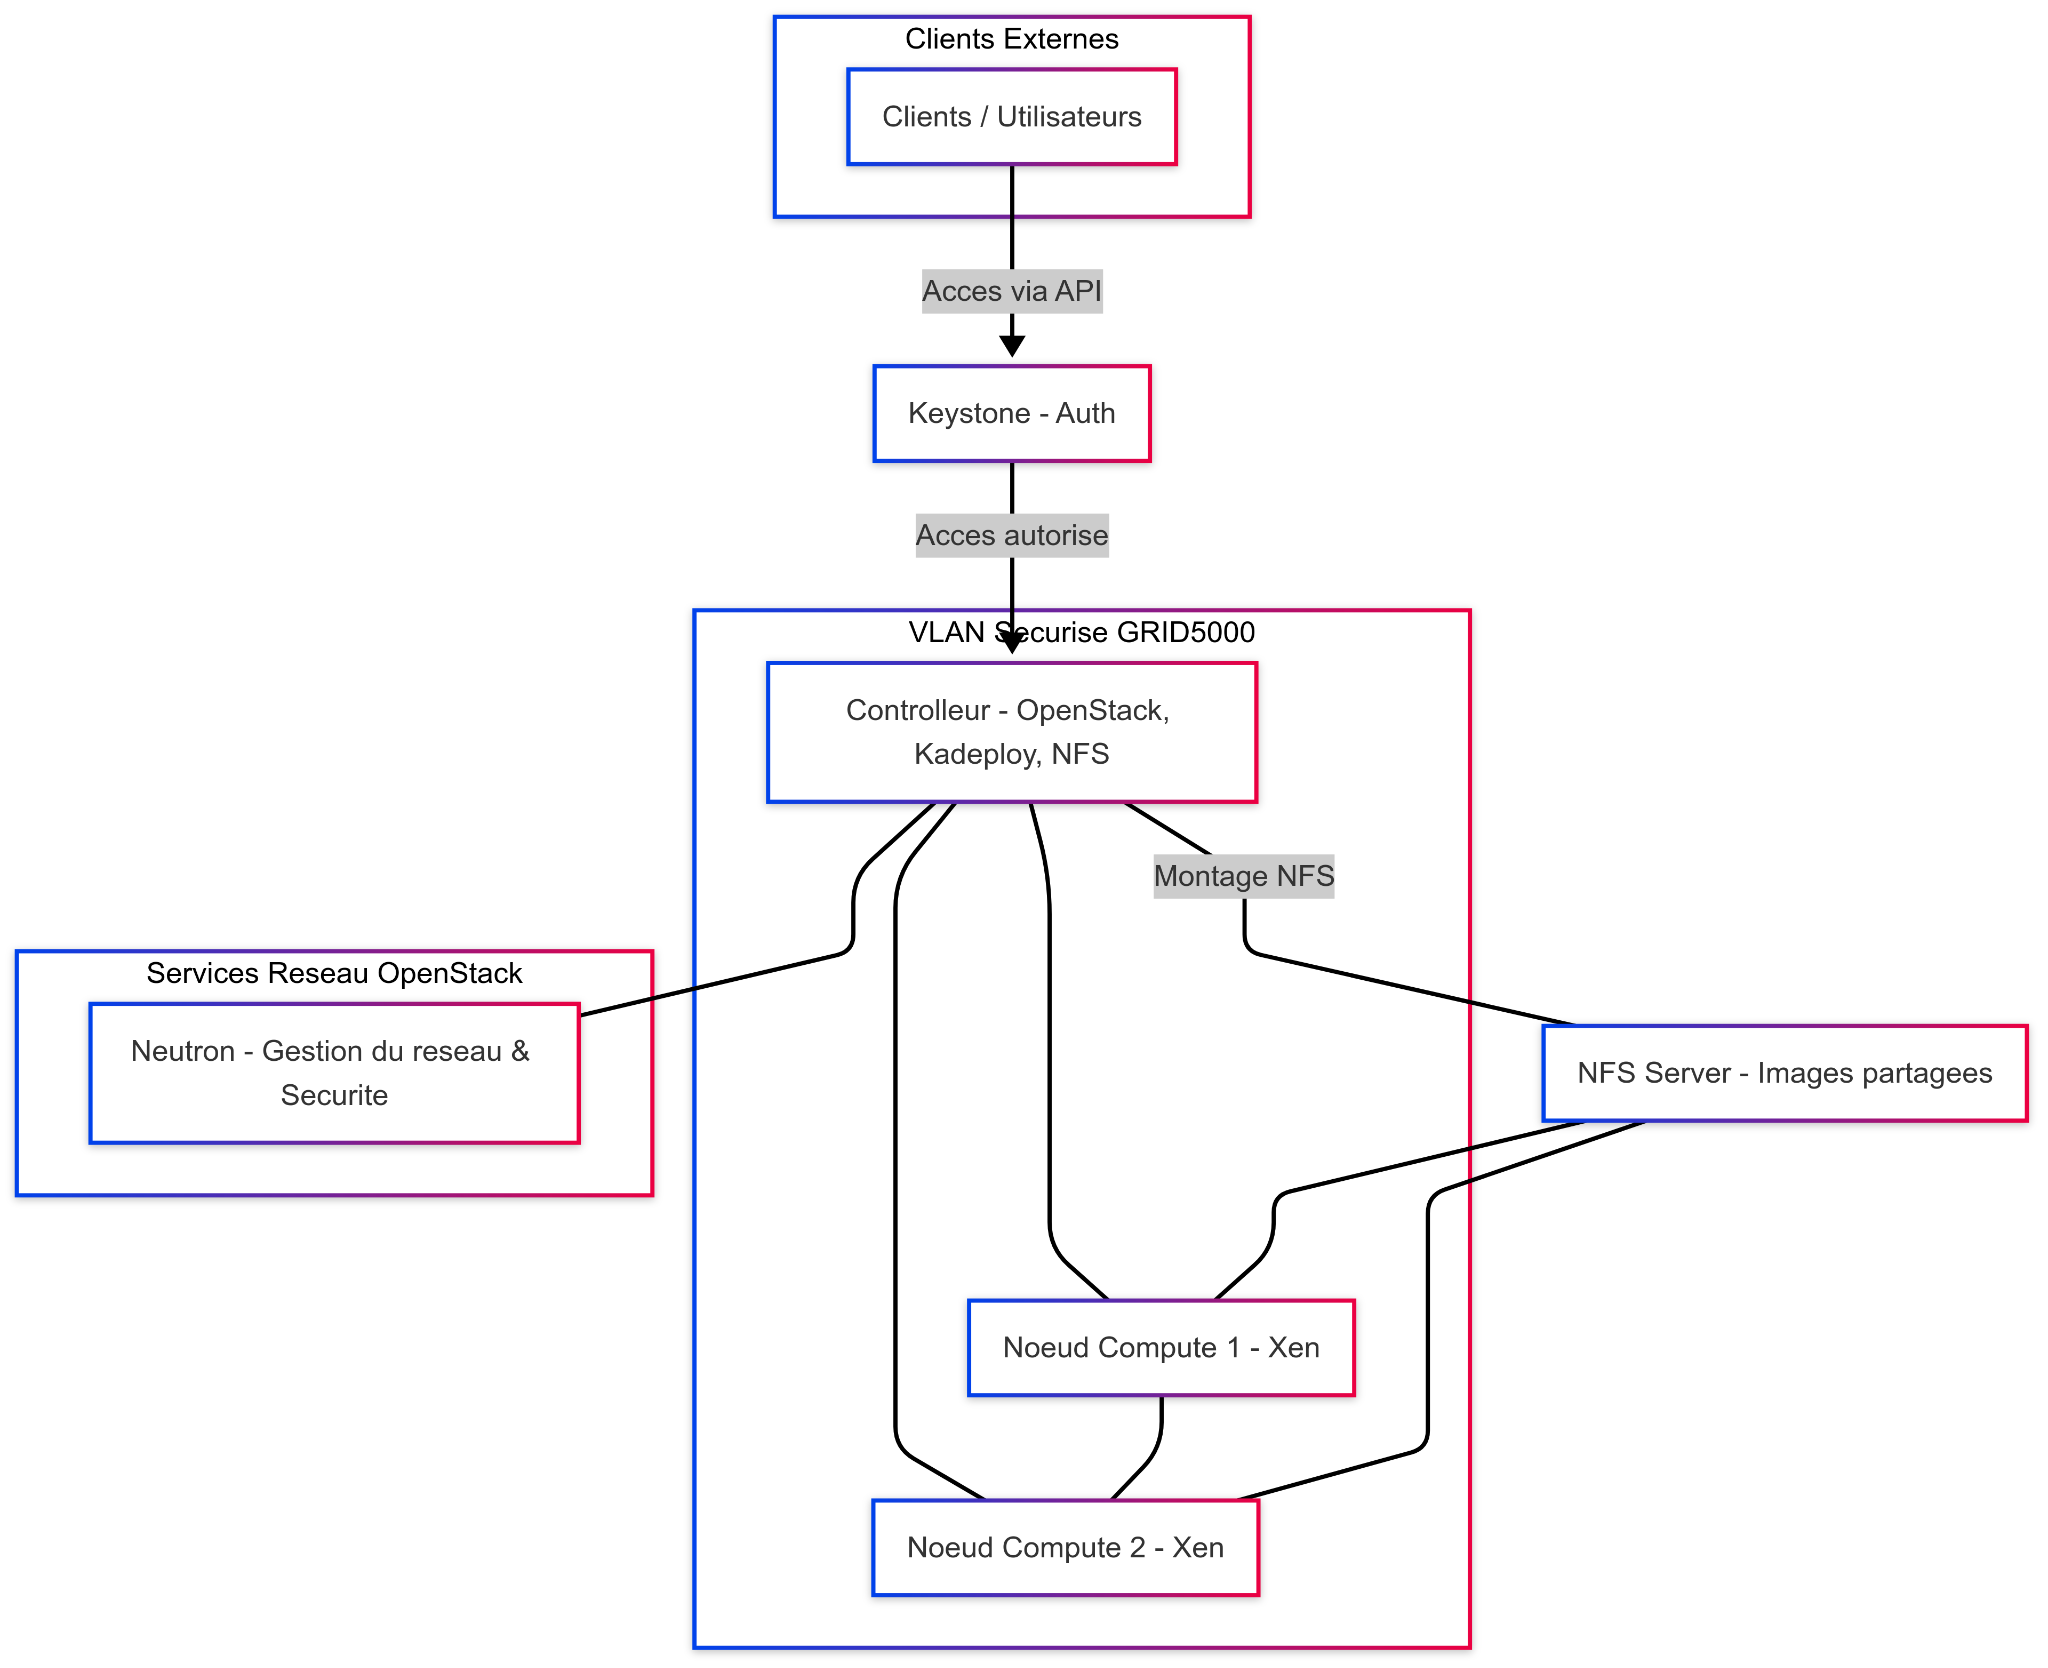 Clients Externes
Clients / Utilisateurs
Acces via API
Keystone - Auth
Acces autorise
VLAN Securise GRID5000
Controlleur - OpenStack,
Kadeploy, NFS
Montage NFS
Services Reseau OpenStack
Neutron - Gestion du reseau &
Securite
NFS Server - Images partagees
Noeud Compute 1 - Xen
Noeud Compute 2 - Xen